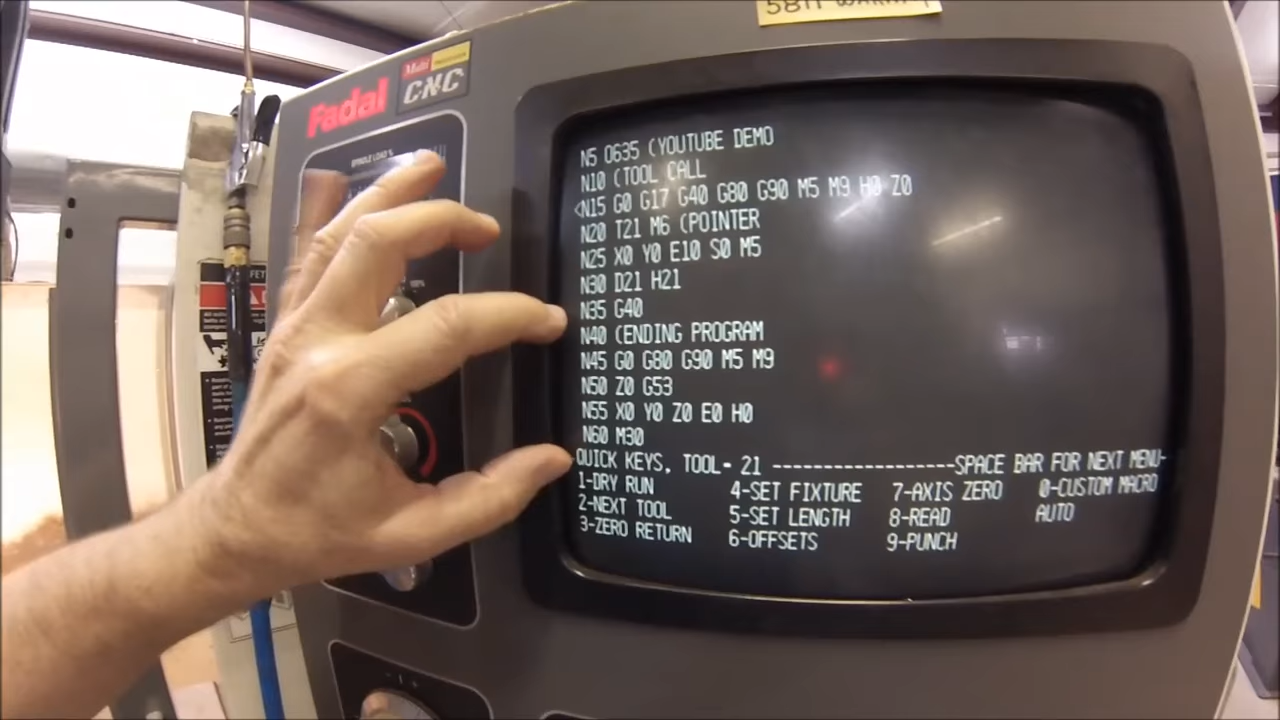 58TT WARRTY
Fadal
Multi
CNC
SPINDLE LOAD %
N5 O635 (YOUTUBE DEMO
N10 (TOOL CALL
<N15 G0 G17 G40 G80 G90 M5 M9 H0 Z0
N20 T21 M6 (POINTER
N25 X0 Y0 E10 S0 M5
N30 D21 H21
N35 G40
N40 (ENDING PROGRAM
N45 G0 G80 G90 M5 M9
N50 Z0 G53
N55 X0 Y0 Z0 E0 H0
N60 M30
QUICK KEYS, TOOL= 21 -----------------SPACE BAR FOR NEXT MENU-
1-DRY RUN 4-SET FIXTURE 7-AXIS ZERO 0-CUSTOM MACRO
2-NEXT TOOL 5-SET LENGTH 8-READ AUTO
3-ZERO RETURN 6-OFFSETS 9-PUNCH